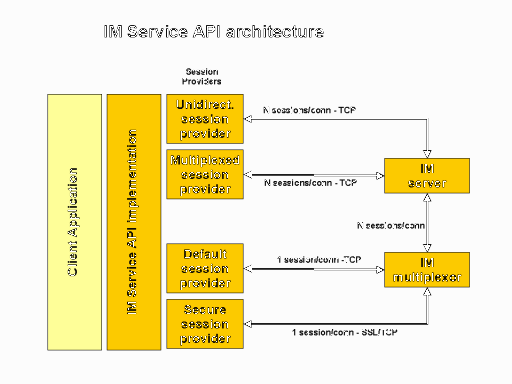 IM Service API architecture
Session
Providers
Client Application
IM Service API Implementation
Unidirect.
session
provider
N sessions/conn - TCP
Multiplexed
session
provider
N sessions/conn - TCP
IM
server
N sessions/conn
Default
session
provider
1 session/conn -TCP
IM
multiplexer
Secure
session
provider
1 session/conn - SSL/TCP